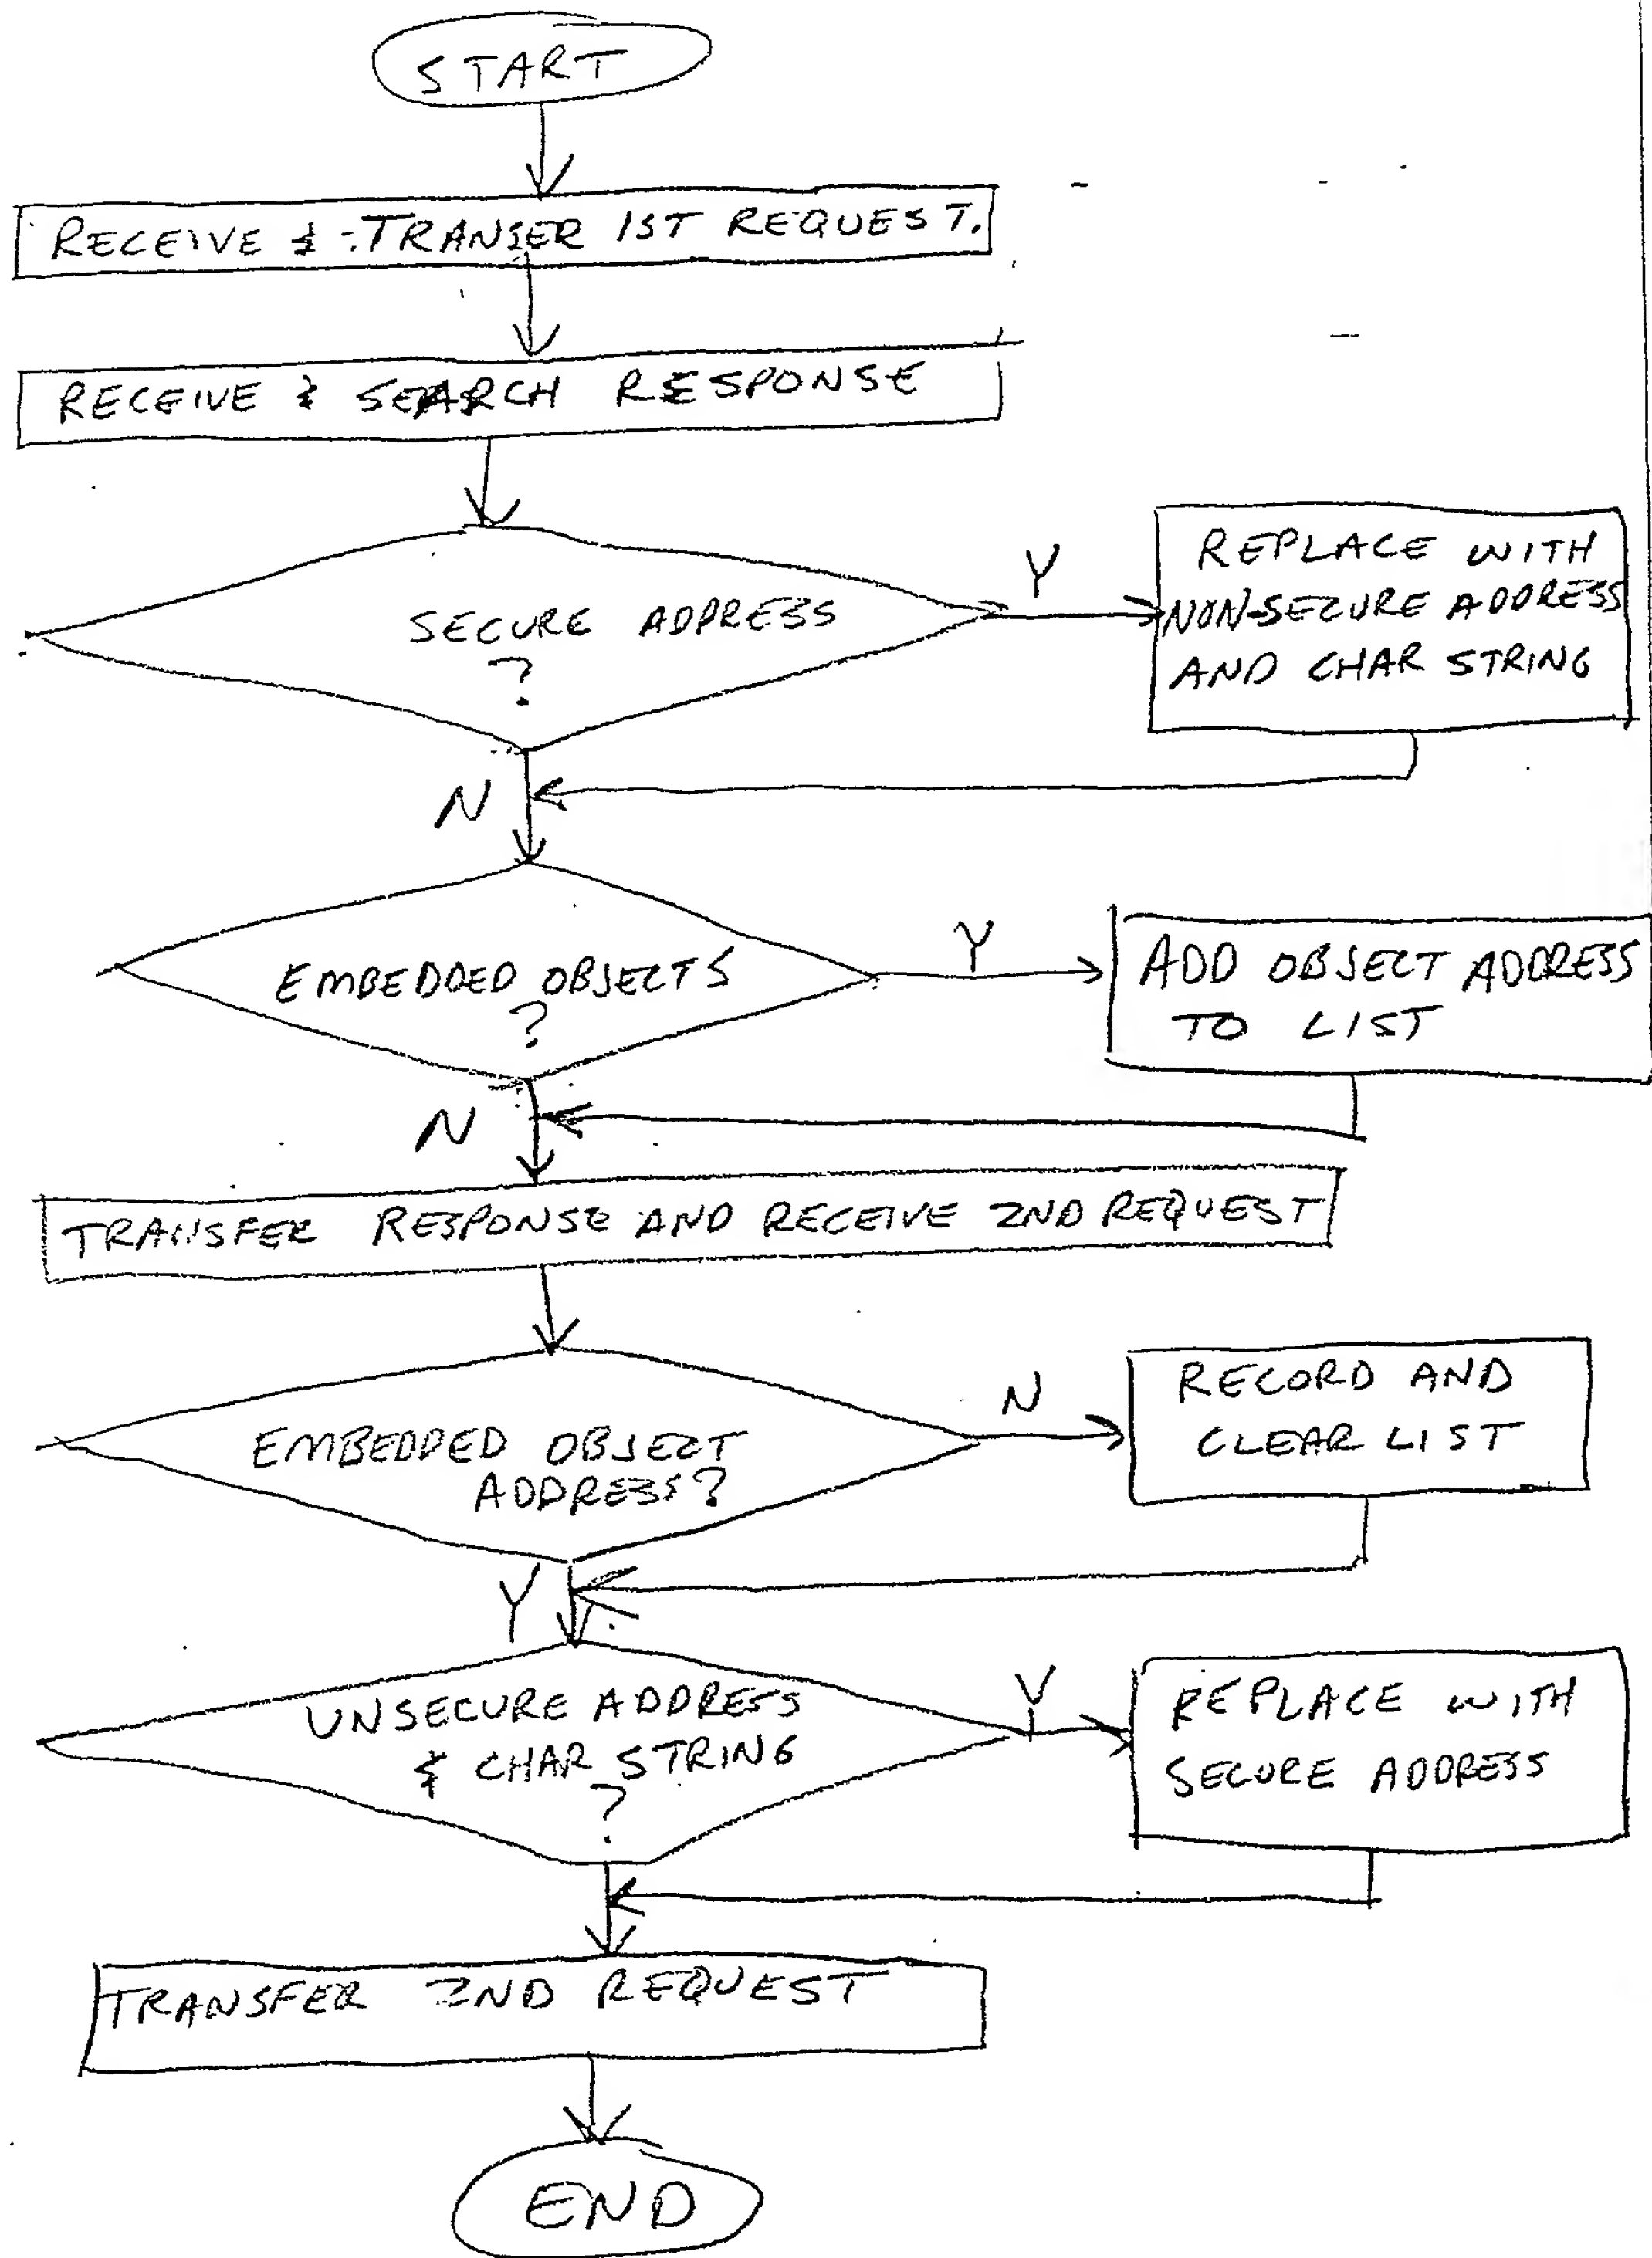 START
RECEIVE & TRANSER 1ST REQUEST.
RECEIVE & SEARCH RESPONSE
SECURE ADDRESS
?
Y
REPLACE WITH
NON-SECURE ADDRESS
AND CHAR STRING
N
EMBEDDED OBJECTS
?
Y
ADD OBJECT ADDRESS
TO LIST
N
TRANSFER RESPONSE AND RECEIVE 2ND REQUEST
EMBEDDED OBJECT
ADDRESS?
N
RECORD AND
CLEAR LIST
Y
UNSECURE ADDRESS
& CHAR STRING
?
Y
REPLACE WITH
SECURE ADDRESS
TRANSFER 2ND REQUEST
END